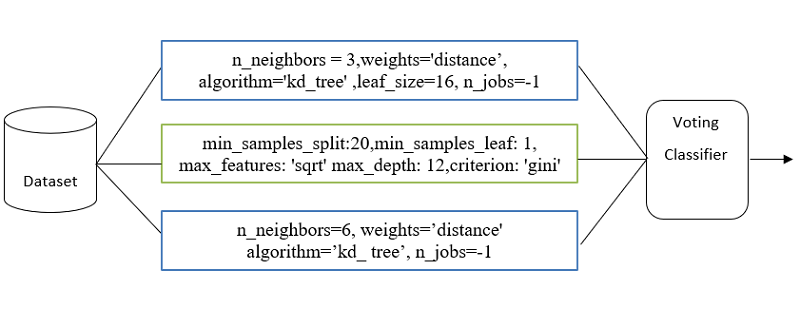 n_neighbors = 3,weights='distance’,
algorithm='kd_tree' ,leaf_size=16, n_jobs=-1
min_samples_split:20,min_samples_leaf: 1,
max_features: 'sqrt' max_depth: 12,criterion: 'gini'
n_neighbors=6, weights=’distance'
algorithm=’kd_ tree’, n_jobs=-1
Dataset
Voting
Classifier